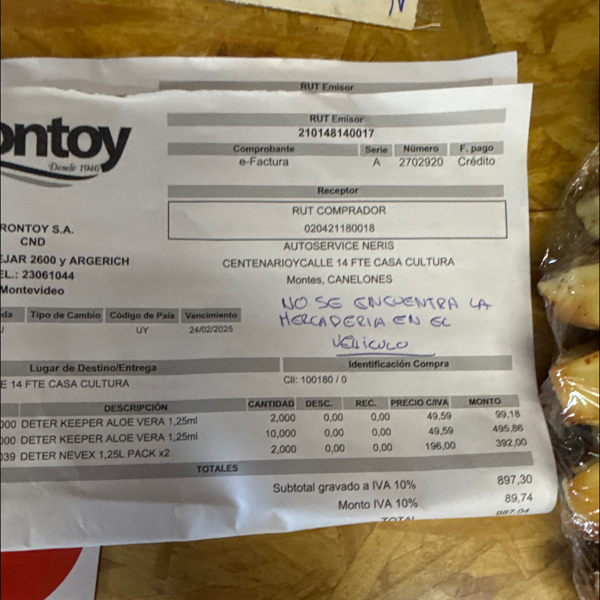 RUT Emisor
RUT Emisor
210148140017
Comprobante Serie Número F. pago
e-Factura A 2702920 Crédito
ontoy
Desde 1946
Receptor
RUT COMPRADOR
020421180018
AUTOSERVICE NERIS
CENTENARIOYCALLE 14 FTE CASA CULTURA
Montes, CANELONES
RONTOY S.A.
CND
EJAR 2600 y ARGERICH
EL.: 23061044
Montevideo
NO SE ENCUENTRA LA
MERCADERIA EN EL
VEHICULO
da Tipo de Cambio Código de País Vencimiento
UY 24/02/2025
Lugar de Destino/Entrega Identificación Compra
E 14 FTE CASA CULTURA Cli: 100180 / 0
DESCRIPCIÓN CANTIDAD DESC. REC. PRECIO C/IVA MONTO
000 DETER KEEPER ALOE VERA 1,25ml 2,000 0,00 0,00 49,59 99,18
000 DETER KEEPER ALOE VERA 1,25ml 10,000 0,00 0,00 49,59 495,86
039 DETER NEVEX 1,25L PACK x2 2,000 0,00 0,00 196,00 392,00
TOTALES
Subtotal gravado a IVA 10% 897,30
Monto IVA 10% 89,74
TOTAL 987,04